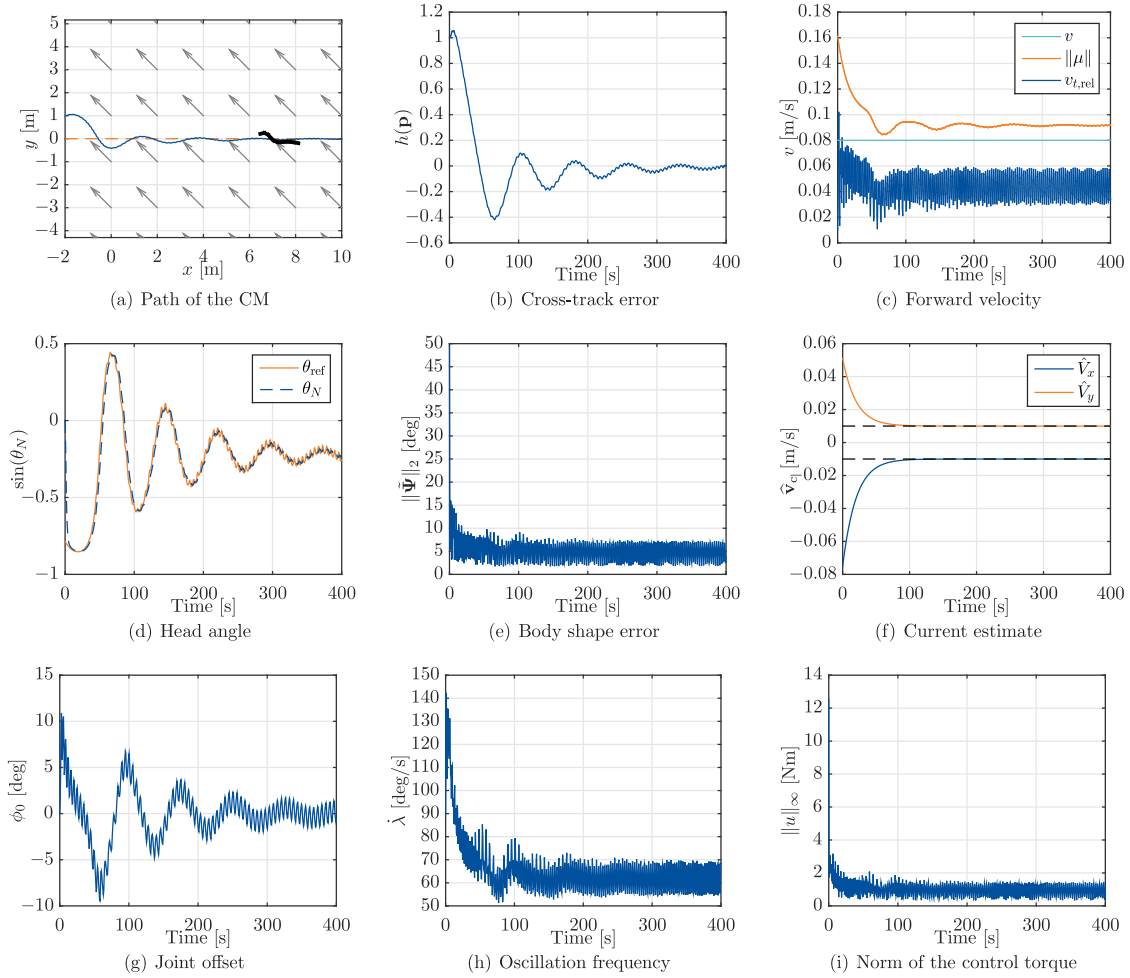 5
4
3
2
1
0
−1
−2
−3
−4
y [m]
−2 0 2 4 6 8 10
x [m]
(a) Path of the CM
1.2
1
0.8
0.6
0.4
0.2
0
−0.2
−0.4
−0.6
h(p)
0 100 200 300 400
Time [s]
(b) Cross-track error
0.18
0.16
0.14
0.12
0.1
0.08
0.06
0.04
0.02
0
v [m/s]
v
‖μ‖
v_{t,rel}
0 100 200 300 400
Time [s]
(c) Forward velocity
0.5
0
−0.5
−1
sin(θ_N)
θ_ref
θ_N
0 100 200 300 400
Time [s]
(d) Head angle
50
45
40
35
30
25
20
15
10
5
0
||Ψ̃||₂ [deg]
0 100 200 300 400
Time [s]
(e) Body shape error
0.06
0.04
0.02
0
−0.02
−0.04
−0.06
−0.08
v̂_c| [m/s]
V̂_x
V̂_y
0 100 200 300 400
Time [s]
(f) Current estimate
15
10
5
0
−5
−10
ϕ₀ [deg]
0 100 200 300 400
Time [s]
(g) Joint offset
150
140
130
120
110
100
90
80
70
60
50
λ̇ [deg/s]
0 100 200 300 400
Time [s]
(h) Oscillation frequency
14
12
10
8
6
4
2
0
||u||_∞ [Nm]
0 100 200 300 400
Time [s]
(i) Norm of the control torque